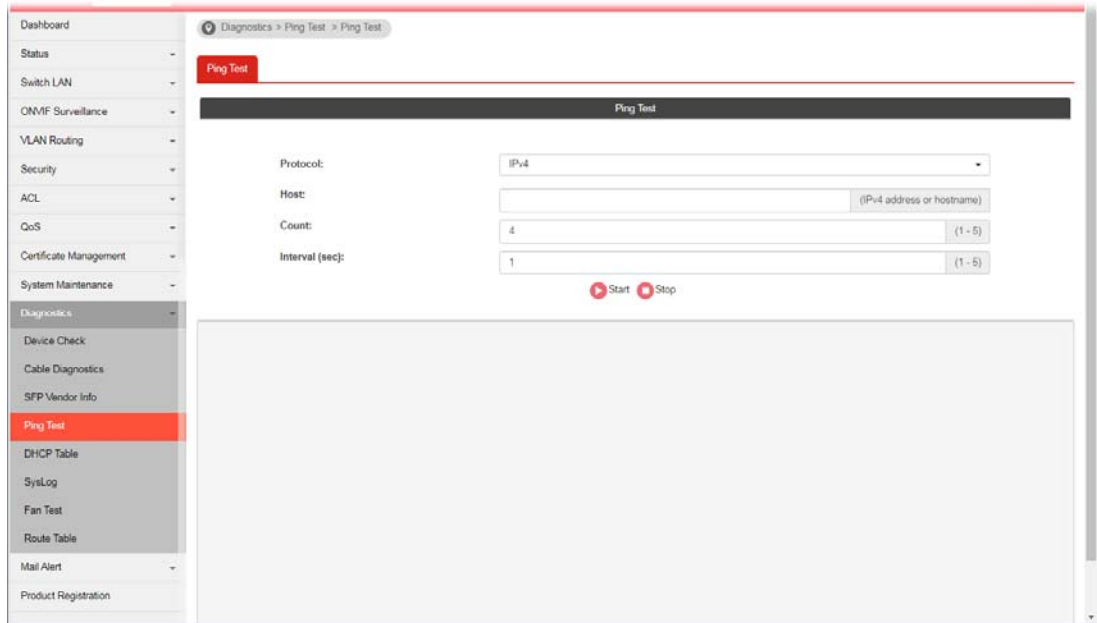 Dashboard
Status
Switch LAN
ONVIF Surveillance
VLAN Routing
Security
ACL
QoS
Certificate Management
System Maintenance
Diagnostics
Device Check
Cable Diagnostics
SFP Vendor Info
Ping Test
DHCP Table
SysLog
Fan Test
Route Table
Mail Alert
Product Registration
Diagnostics > Ping Test > Ping Test
Ping Test
Ping Test
Protocol: IPv4
Host: (IPv4 address or hostname)
Count: 4 (1 - 5)
Interval (sec): 1 (1 - 5)
Start Stop